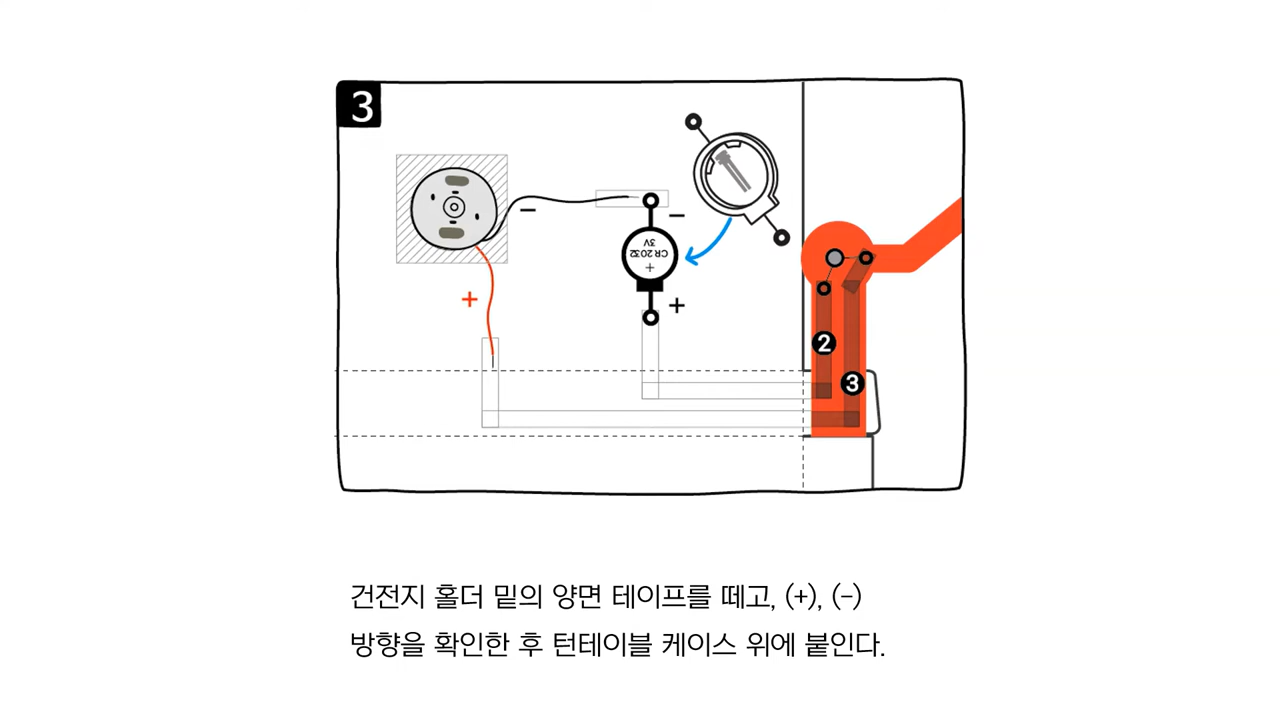 3
−
−
CR2032
3V
+
+
+
2
3
건전지 홀더 밑의 양면 테이프를 떼고, (+), (-)
방향을 확인한 후 턴테이블 케이스 위에 붙인다.